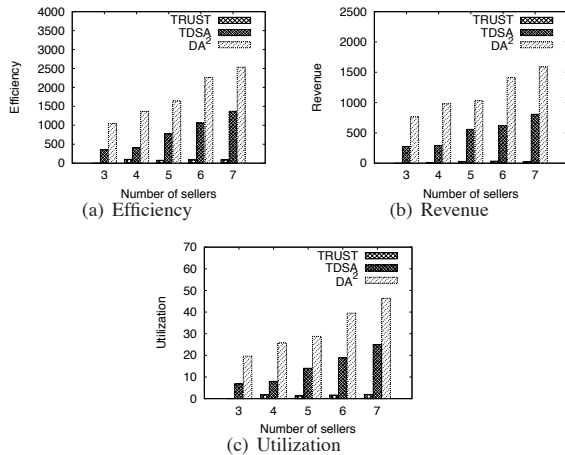 Efficiency
4000
3500
3000
2500
2000
1500
1000
500
0
TRUST
TDSA
DA²
3 4 5 6 7
Number of sellers
(a) Efficiency
Revenue
2500
2000
1500
1000
500
0
TRUST
TDSA
DA²
3 4 5 6 7
Number of sellers
(b) Revenue
Utilization
70
60
50
40
30
20
10
0
TRUST
TDSA
DA²
3 4 5 6 7
Number of sellers
(c) Utilization